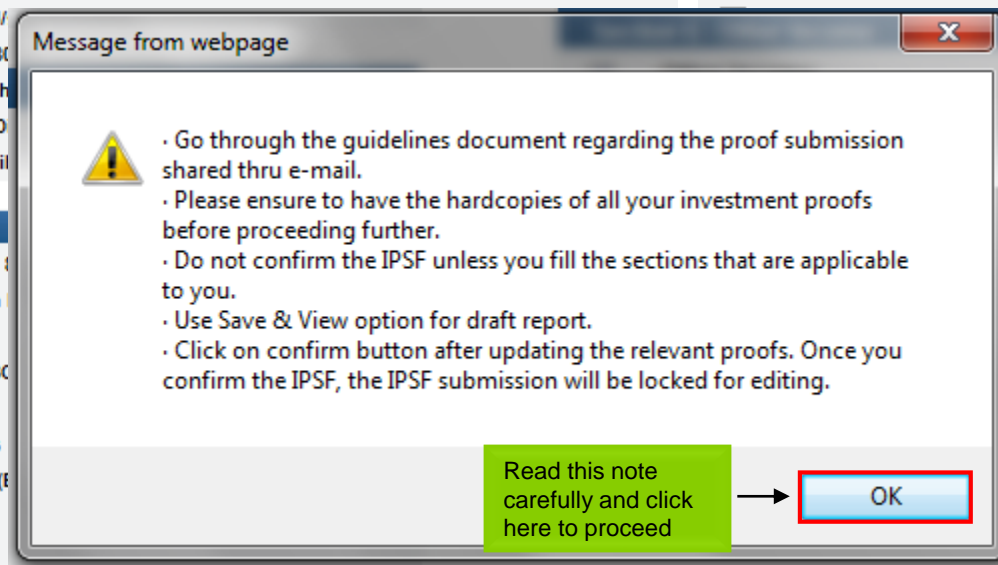 Message from webpage
· Go through the guidelines document regarding the proof submission
shared thru e-mail.
· Please ensure to have the hardcopies of all your investment proofs
before proceeding further.
· Do not confirm the IPSF unless you fill the sections that are applicable
to you.
· Use Save & View option for draft report.
· Click on confirm button after updating the relevant proofs. Once you
confirm the IPSF, the IPSF submission will be locked for editing.
Read this note
carefully and click
here to proceed
OK